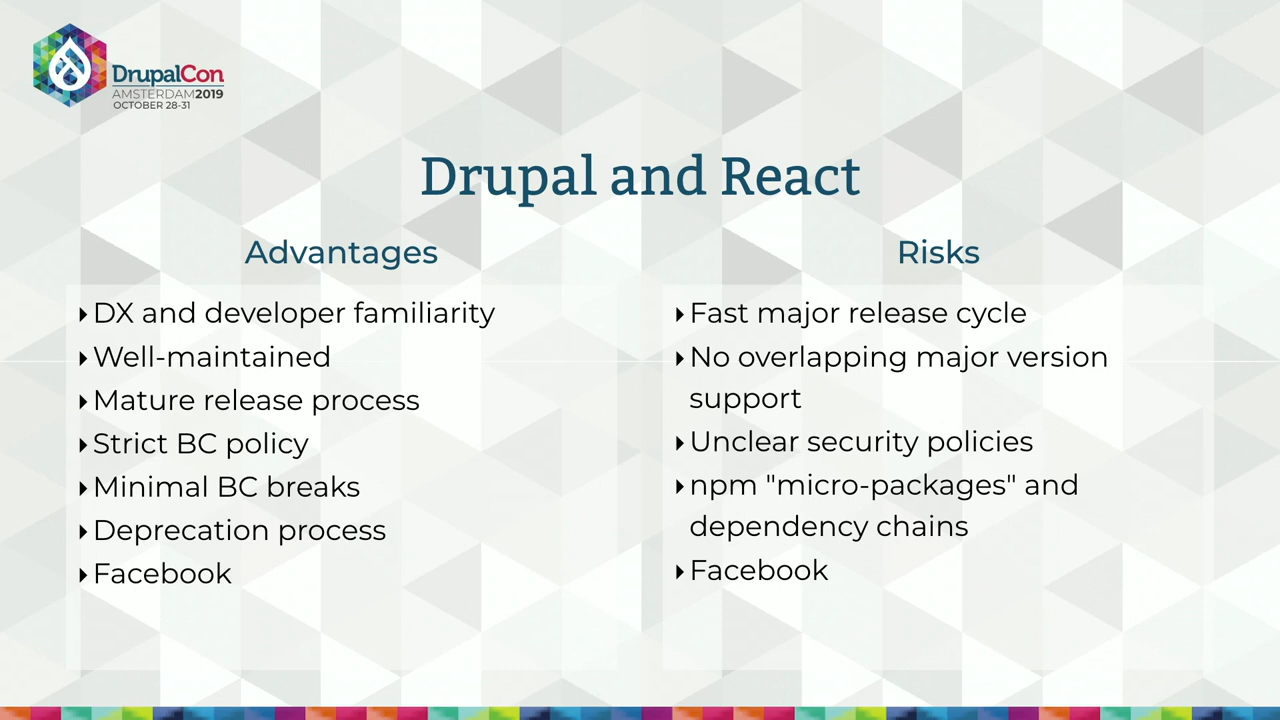 DrupalCon
AMSTERDAM2019
OCTOBER 28-31
Drupal and React
Advantages
DX and developer familiarity
Well-maintained
Mature release process
Strict BC policy
Minimal BC breaks
Deprecation process
Facebook
Risks
Fast major release cycle
No overlapping major version
support
Unclear security policies
npm "micro-packages" and
dependency chains
Facebook